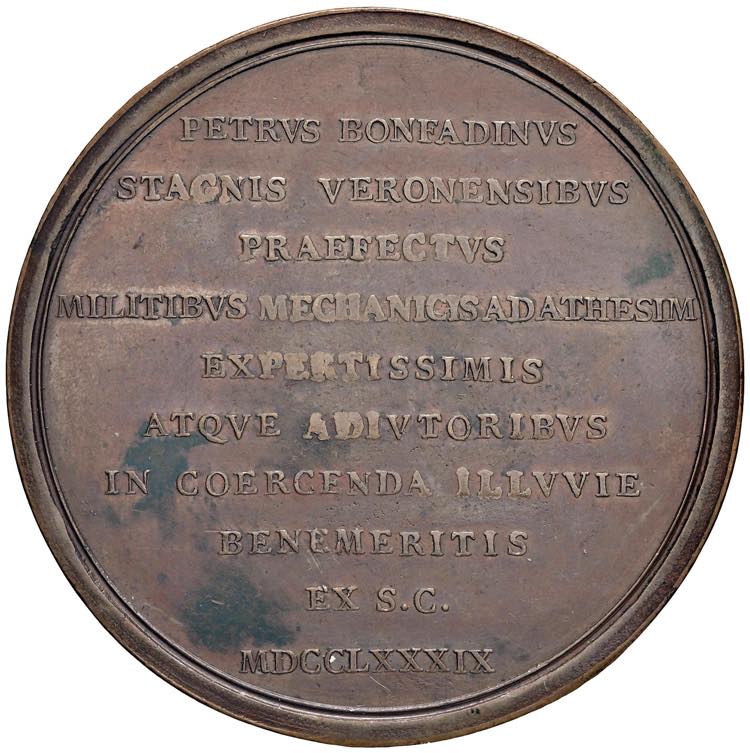 PETRVS BONFADINVS
STAGNIS VERONENSIBVS
PRAEFECTVS
MILITIBVS MECHANICIS AD ATHESIM
EXPERTISSIMIS
ATQVE ADIVTORIBVS
IN COERCENDA ILLVVIE
BENEMERITIS
EX S.C.
MDCCLXXXIX